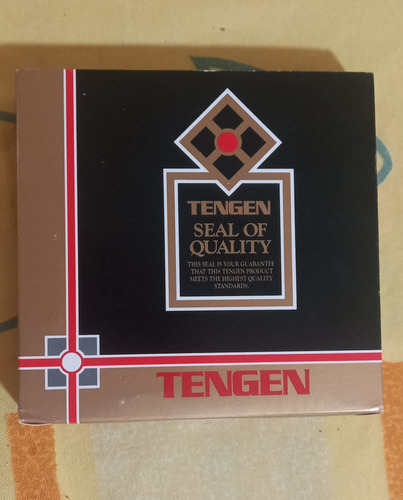 TENGEN
SEAL OF
QUALITY
THIS SEAL IS YOUR GUARANTEE
THAT THIS TENGEN PRODUCT
MEETS THE HIGHEST QUALITY
STANDARDS.
TENGEN